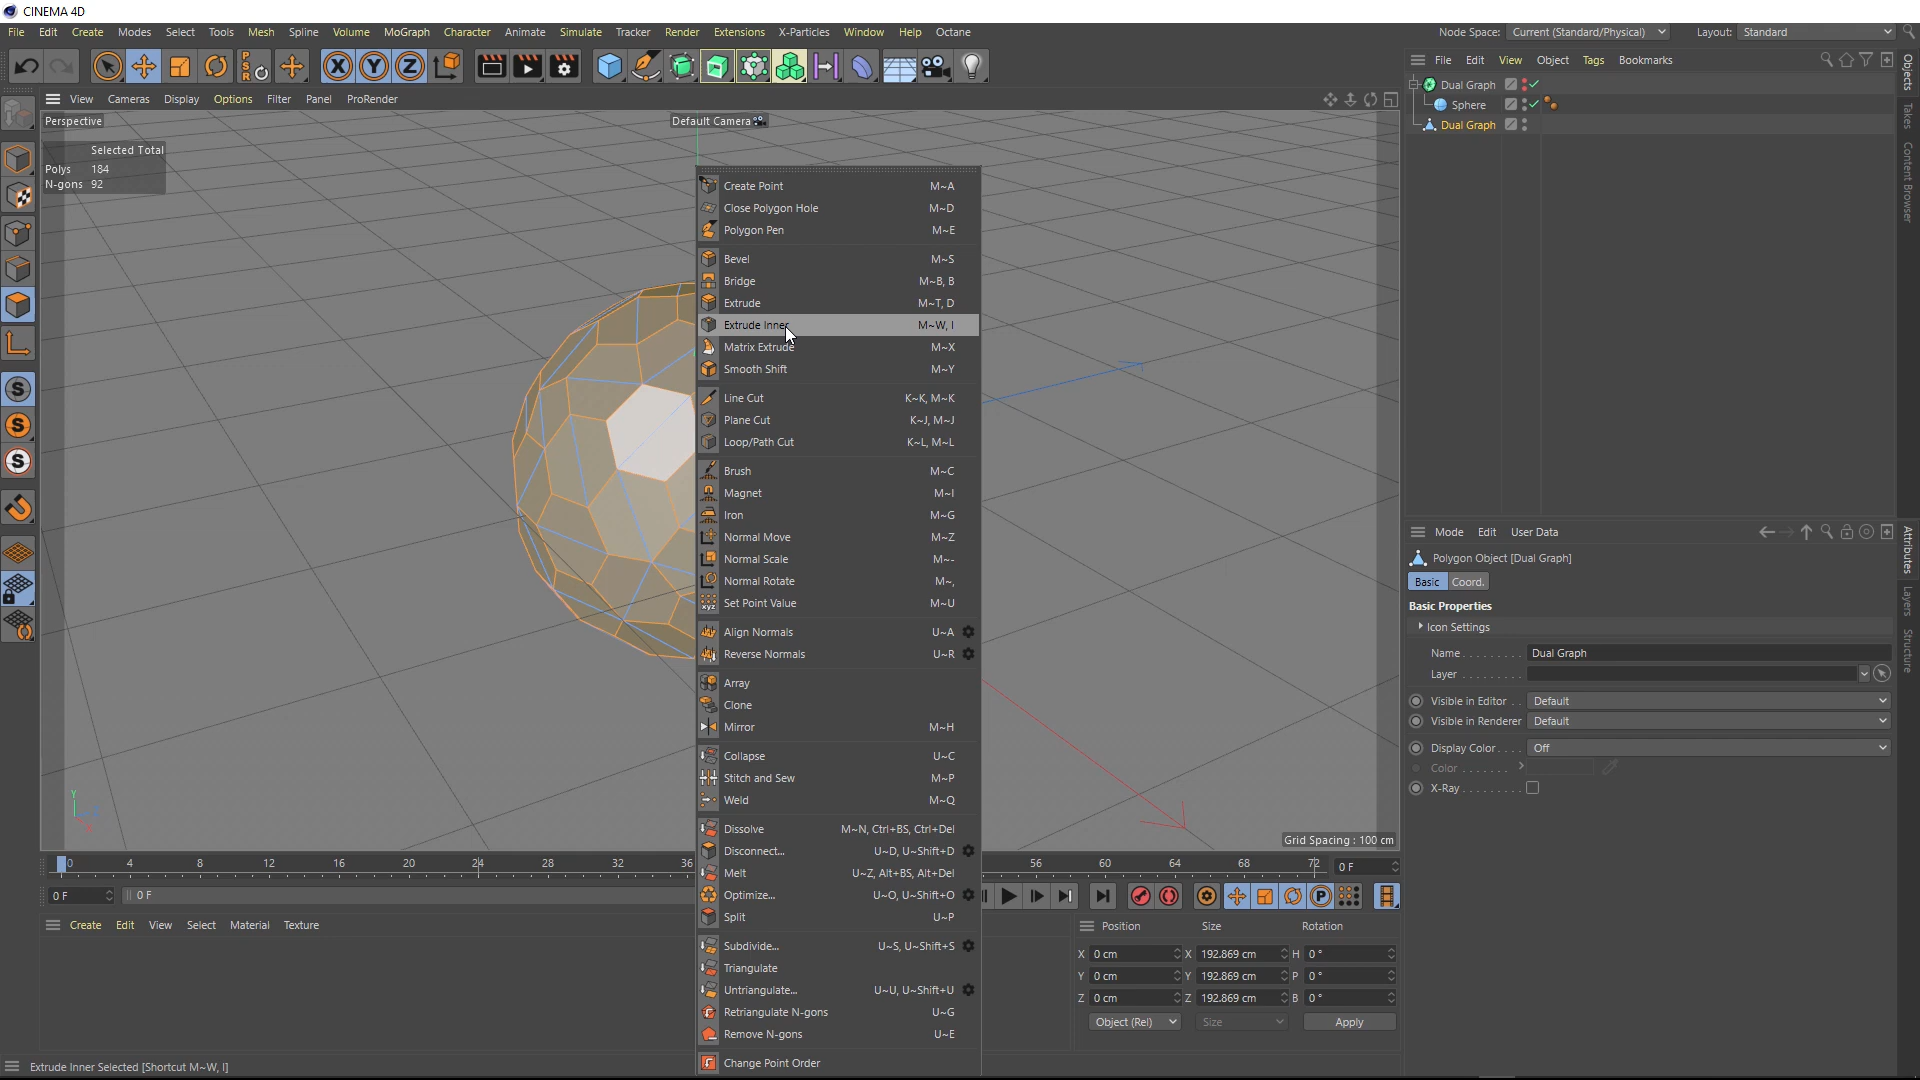 CINEMA 4D
File Edit Create Modes Select Tools Mesh Spline Volume MoGraph Character Animate Simulate Tracker Render Extensions X-Particles Window Help Octane
Node Space: Current (Standard/Physical) Layout: Standard
File Edit View Object Tags Bookmarks
View Cameras Display Options Filter Panel ProRender
Perspective
Default Camera
Selected Total
Polys 184
N-gons 92
Dual Graph
Sphere
Dual Graph
Objects
Takes
Content Browser
Create Point M~A
Close Polygon Hole M~D
Polygon Pen M~E
Bevel M~S
Bridge M~B, B
Extrude M~T, D
Extrude Inner M~W, I
Matrix Extrude M~X
Smooth Shift M~Y
Line Cut K~K, M~K
Plane Cut K~J, M~J
Loop/Path Cut K~L, M~L
Brush M~C
Magnet M~I
Iron M~G
Normal Move M~Z
Normal Scale M~-
Normal Rotate M~,
Set Point Value M~U
Align Normals U~A
Reverse Normals U~R
Array
Clone
Mirror M~H
Collapse U~C
Stitch and Sew M~P
Weld M~Q
Dissolve M~N, Ctrl+BS, Ctrl+Del
Disconnect... U~D, U~Shift+D
Melt U~Z, Alt+BS, Alt+Del
Optimize... U~O, U~Shift+O
Split U~P
Subdivide... U~S, U~Shift+S
Triangulate
Untriangulate... U~U, U~Shift+U
Retriangulate N-gons U~G
Remove N-gons U~E
Change Point Order
Mode Edit User Data
Polygon Object [Dual Graph]
Basic Coord.
Basic Properties
Icon Settings
Name Dual Graph
Layer
Visible in Editor Default
Visible in Renderer Default
Display Color Off
Color
X-Ray
Attributes
Layers
Structure
Y
Grid Spacing : 100 cm
0 4 8 12 16 20 24 28 32 36 56 60 64 68 72 0 F
0 F 0 F
P
Create Edit View Select Material Texture
Position Size Rotation
X 0 cm X 192.869 cm H 0 °
Y 0 cm Y 192.869 cm P 0 °
Z 0 cm Z 192.869 cm B 0 °
Object (Rel) Size Apply
Extrude Inner Selected [Shortcut M~W, I]